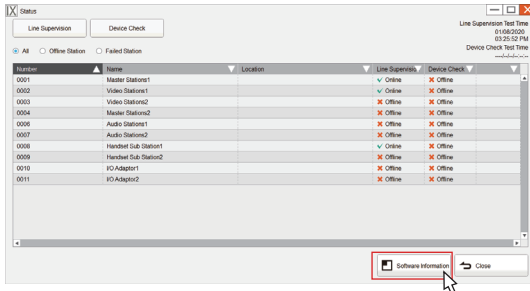 Status
Line Supervision Device Check
Line Supervision Test Time
01/08/2020
03:25:52 PM
Device Check Test Time
--/--/-- --:--:--
All Offline Station Failed Station
Number Name Location Line Supervision Device Check
0001 Master Stations1 Online Offline
0002 Video Stations1 Online Offline
0003 Video Stations2 Offline Offline
0004 Master Stations2 Offline Offline
0006 Audio Stations1 Offline Offline
0007 Audio Stations2 Offline Offline
0008 Handset Sub Station1 Online Offline
0009 Handset Sub Station2 Offline Offline
0010 I/O Adaptor1 Offline Offline
0011 I/O Adaptor2 Offline Offline
Software Information Close